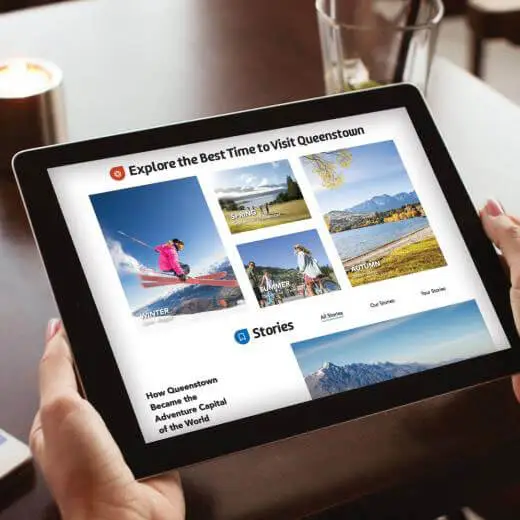 Explore the Best Time to Visit Queenstown
SPRING
SUMMER
WINTER
AUTUMN
Stories
All Stories
Our Stories
Your Stories
How Queenstown
Became the
Adventure Capital
of the World